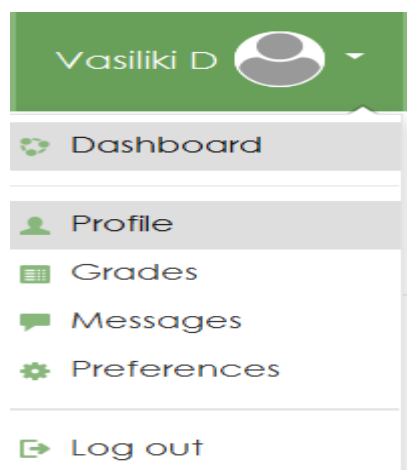 Vasiliki D
Dashboard
Profile
Grades
Messages
Preferences
Log out